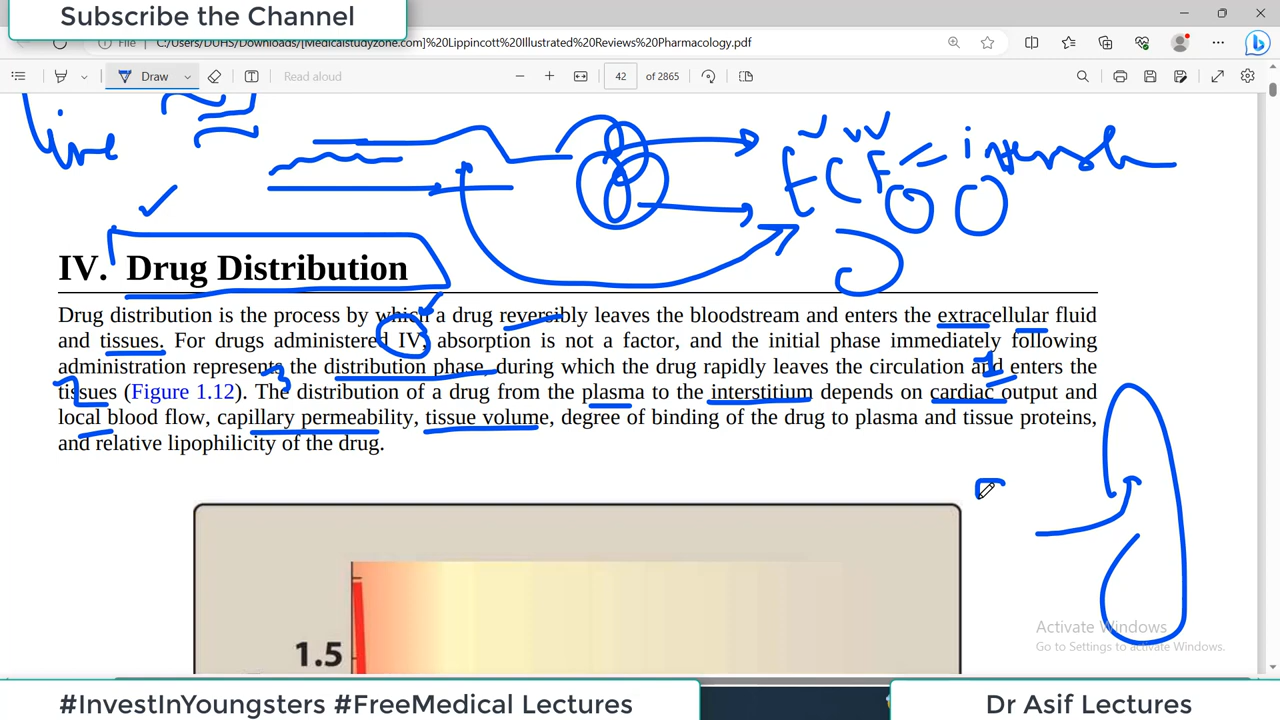 Subscribe the Channel
File
C:/Users/DUHS/Downloads/[Medicalstudyzone.com]%20Lippincott%20Illustrated%20Reviews%20Pharmacology.pdf
Draw
Read aloud
42
of 2865
ECF =
IV. Drug Distribution
Drug distribution is the process by which a drug reversibly leaves the bloodstream and enters the extracellular fluid
and tissues. For drugs administered IV, absorption is not a factor, and the initial phase immediately following
administration represents the distribution phase, during which the drug rapidly leaves the circulation and enters the
tissues (Figure 1.12). The distribution of a drug from the plasma to the interstitium depends on cardiac output and
local blood flow, capillary permeability, tissue volume, degree of binding of the drug to plasma and tissue proteins,
and relative lipophilicity of the drug.
1
2
3
1.5
Activate Windows
Go to Settings to activate Windows.
#InvestInYoungsters #FreeMedical Lectures
Dr Asif Lectures